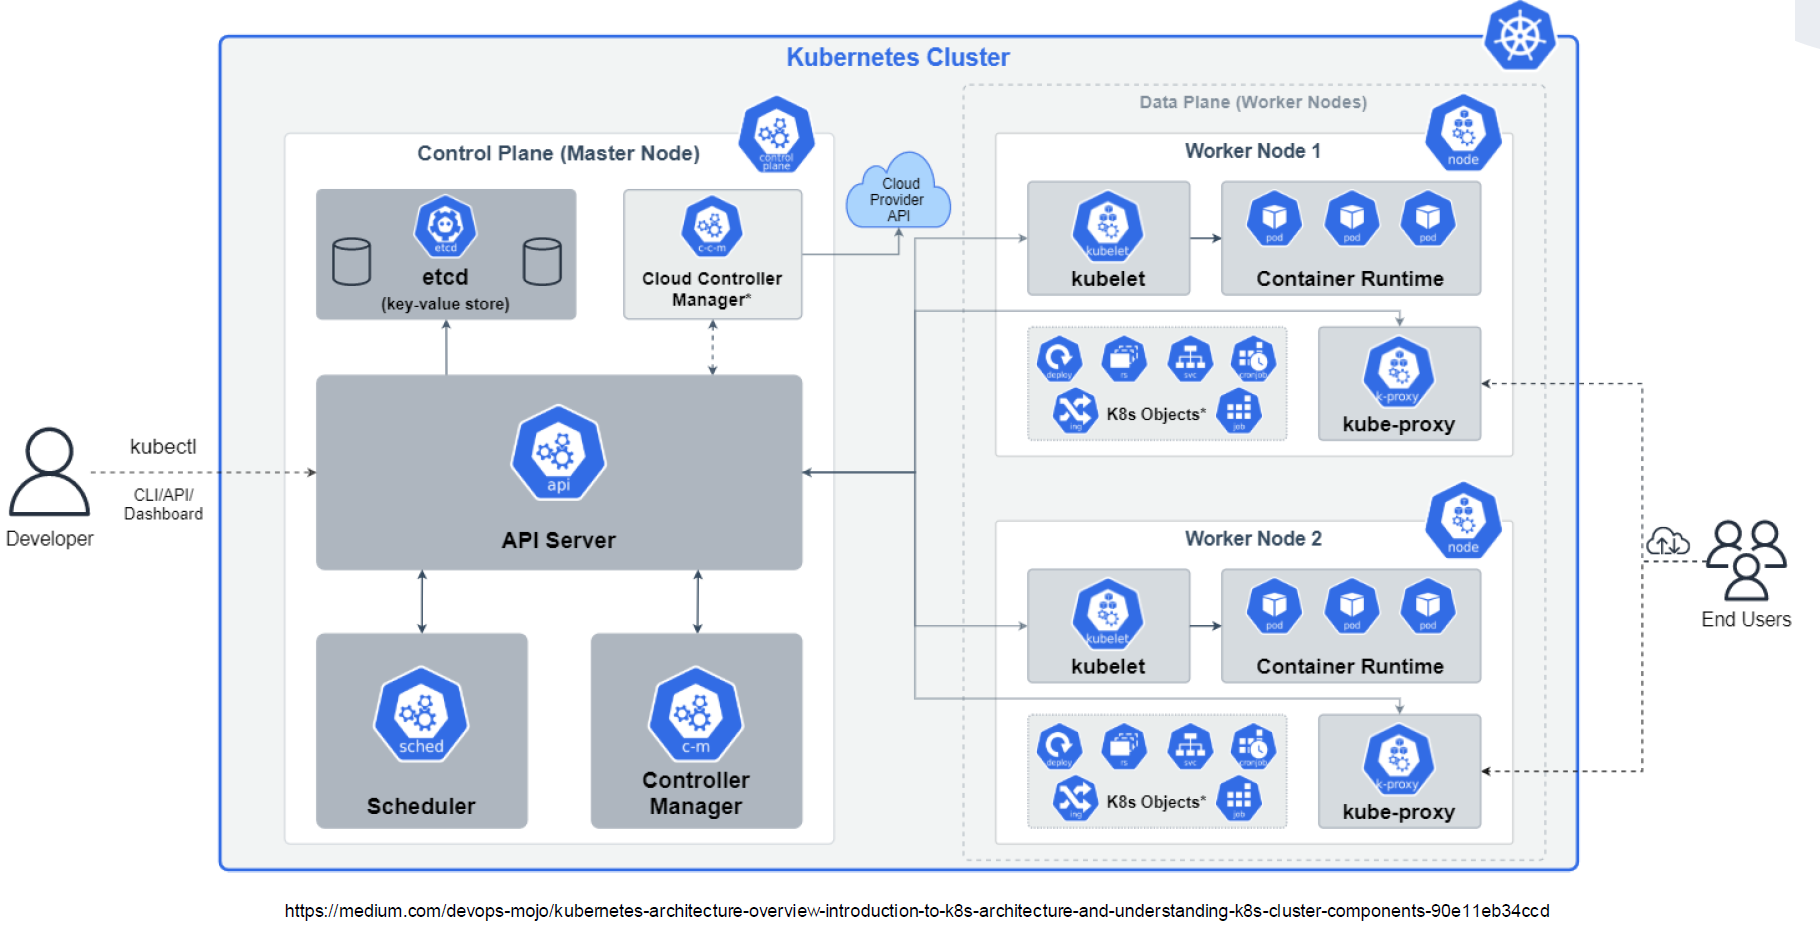 Kubernetes Cluster
Control Plane (Master Node)
control
plane
etcd
etcd
(key-value store)
c-c-m
Cloud Controller
Manager*
Cloud
Provider
API
kubectl
CLI/API/
Dashboard
Developer
api
API Server
sched
Scheduler
c-m
Controller
Manager
Data Plane (Worker Nodes)
Worker Node 1
node
kubelet
kubelet
pod
pod
pod
Container Runtime
deploy
rs
svc
cronjob
ing
K8s Objects*
job
k-proxy
kube-proxy
Worker Node 2
node
kubelet
kubelet
pod
pod
pod
Container Runtime
deploy
rs
svc
cronjob
ing
K8s Objects*
job
k-proxy
kube-proxy
End Users
https://medium.com/devops-mojo/kubernetes-architecture-overview-introduction-to-k8s-architecture-and-understanding-k8s-cluster-components-90e11eb34ccd